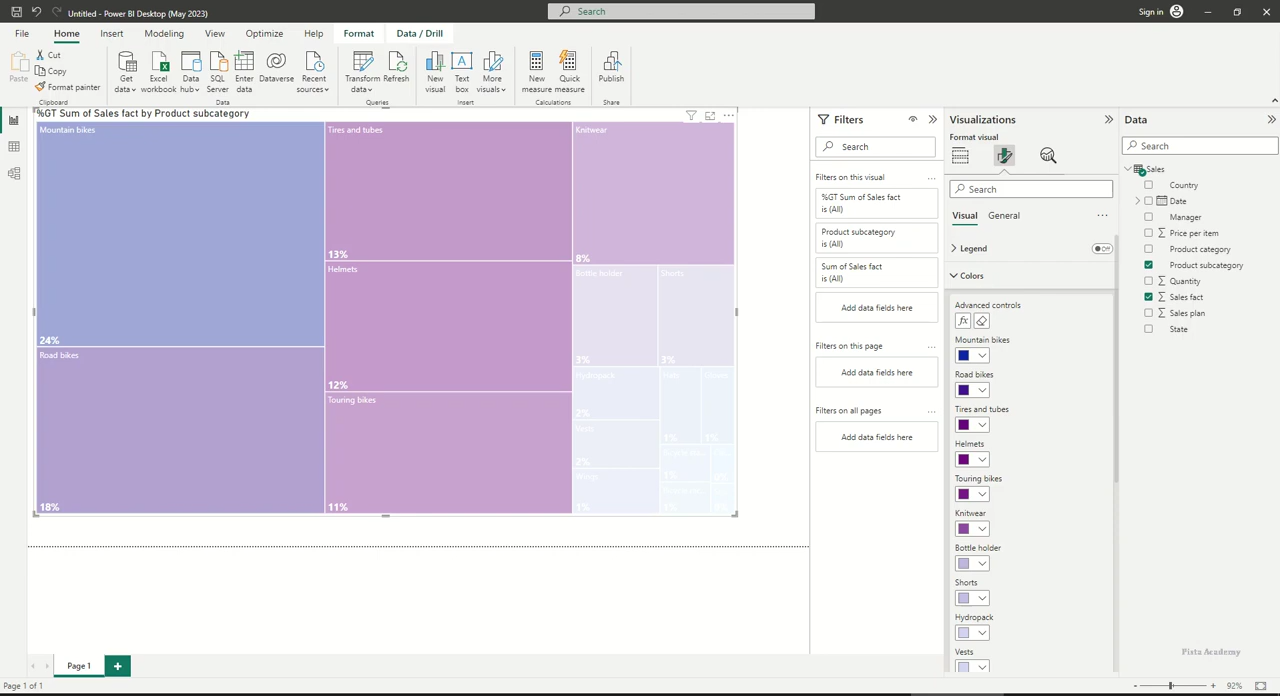 Untitled - Power BI Desktop (May 2023)
Search
Sign in
File
Home
Insert
Modeling
View
Optimize
Help
Format
Data / Drill
Paste
Cut
Copy
Format painter
Clipboard
Get data
Excel workbook
Data hub
SQL Server
Enter data
Dataverse
Recent sources
Data
Transform data
Refresh
Queries
New visual
Text box
More visuals
Insert
New measure
Quick measure
Calculations
Publish
Share
%GT Sum of Sales fact by Product subcategory
Mountain bikes
24%
Road bikes
18%
Tires and tubes
13%
Helmets
12%
Touring bikes
11%
Knitwear
8%
Bottle holder
3%
Shorts
3%
Hydropack
2%
Vests
2%
1%
1%
1%
1%
Filters
Search
Filters on this visual
%GT Sum of Sales fact
is (All)
Product subcategory
is (All)
Sum of Sales fact
is (All)
Add data fields here
Filters on this page
Add data fields here
Filters on all pages
Add data fields here
Visualizations
Format visual
Search
Visual
General
Legend
Off
Colors
Advanced controls
fx
Mountain bikes
Road bikes
Tires and tubes
Helmets
Touring bikes
Knitwear
Bottle holder
Shorts
Hydropack
Vests
Data
Search
Sales
Country
Date
Manager
Price per item
Product category
Product subcategory
Quantity
Sales fact
Sales plan
State
Pista Academy
Page 1
Page 1 of 1
92%